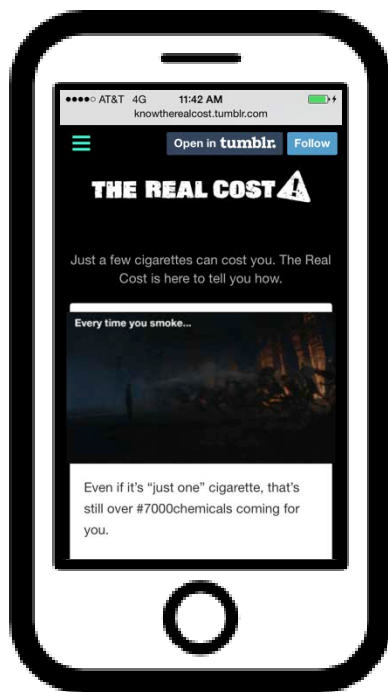 AT&T 4G 11:42 AM
knowtherealcost.tumblr.com
Open in tumblr. Follow
THE REAL COST
Just a few cigarettes can cost you. The Real
Cost is here to tell you how.
Every time you smoke...
Even if it's “just one” cigarette, that's
still over #7000chemicals coming for
you.